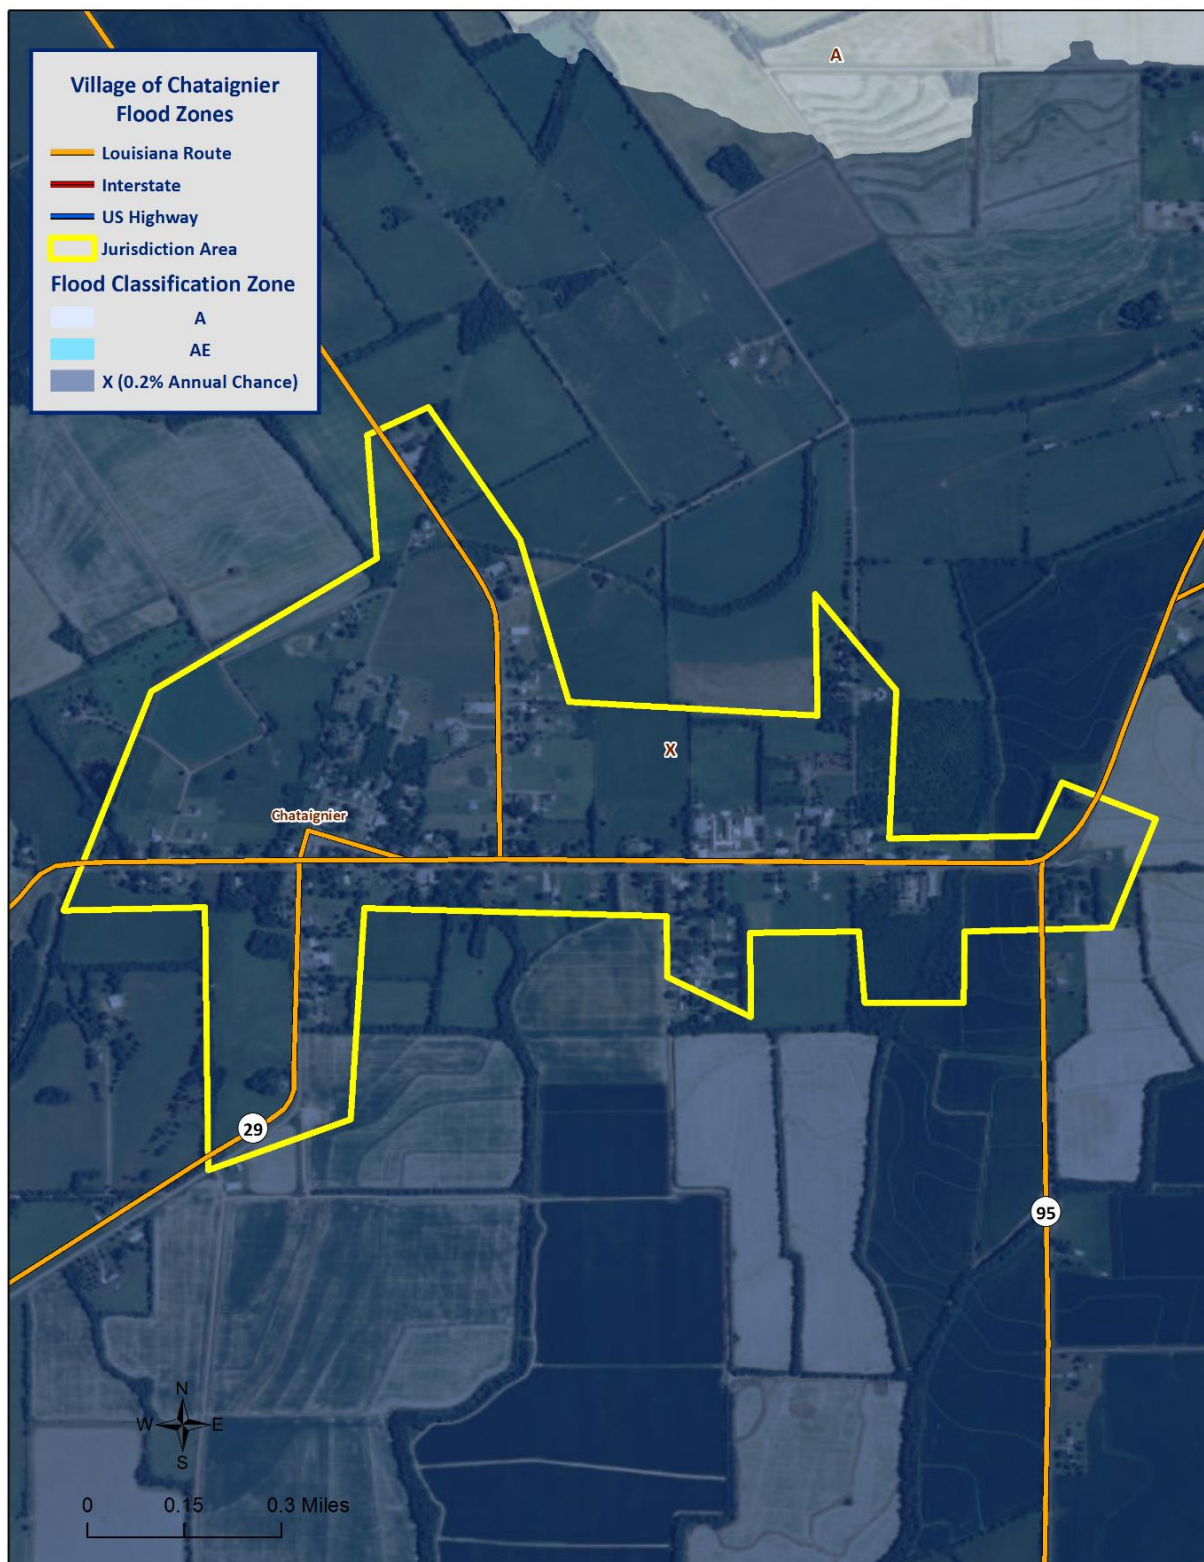 Village of Chataignier
Flood Zones
Louisiana Route
Interstate
US Highway
Jurisdiction Area
Flood Classification Zone
A
AE
X (0.2% Annual Chance)
A
X
Chataignier
29
95
N
W E
S
0 0.15 0.3 Miles